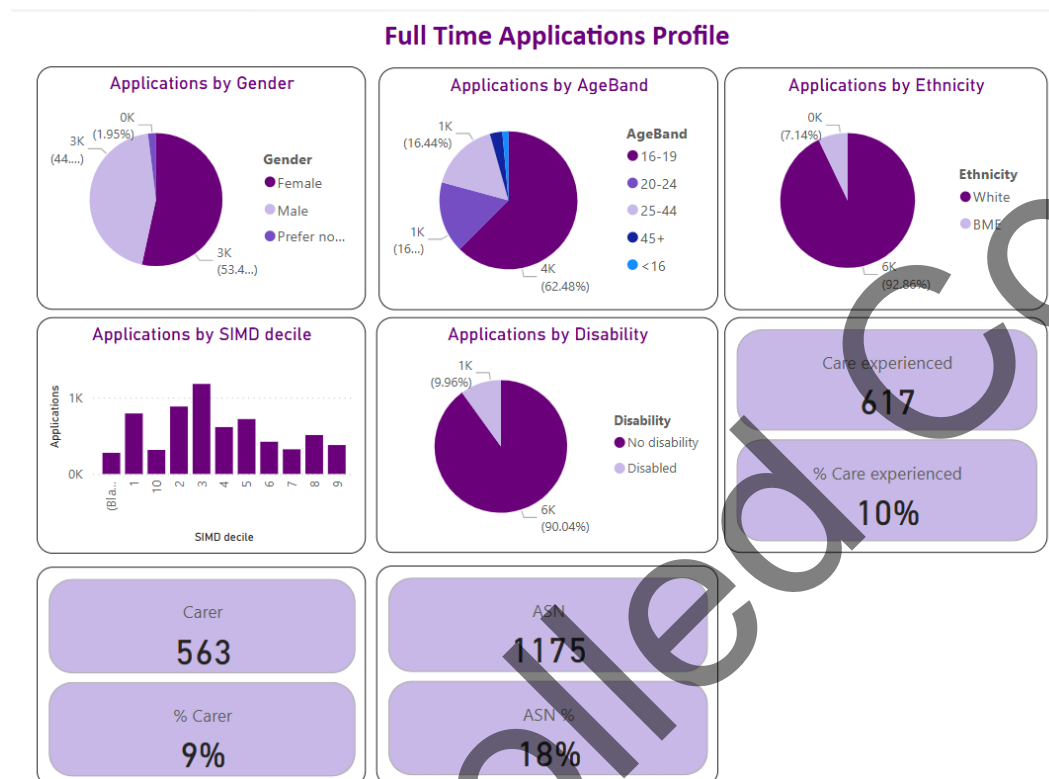 Full Time Applications Profile
Applications by Gender
0K
(1.95%)
3K
(44....)
3K
(53.4...)
Gender
Female
Male
Prefer no...
Applications by AgeBand
1K
(16.44%)
1K
(16...)
4K
(62.48%)
AgeBand
16-19
20-24
25-44
45+
<16
Applications by Ethnicity
0K
(7.14%)
6K
(92.86%)
Ethnicity
White
BME
Applications by SIMD decile
Applications
1K
0K
(Bla...
1
10
2
3
4
5
6
7
8
9
SIMD decile
Applications by Disability
1K
(9.96%)
6K
(90.04%)
Disability
No disability
Disabled
Care experienced
617
% Care experienced
10%
Carer
563
% Carer
9%
ASN
1175
ASN %
18%
lled Co